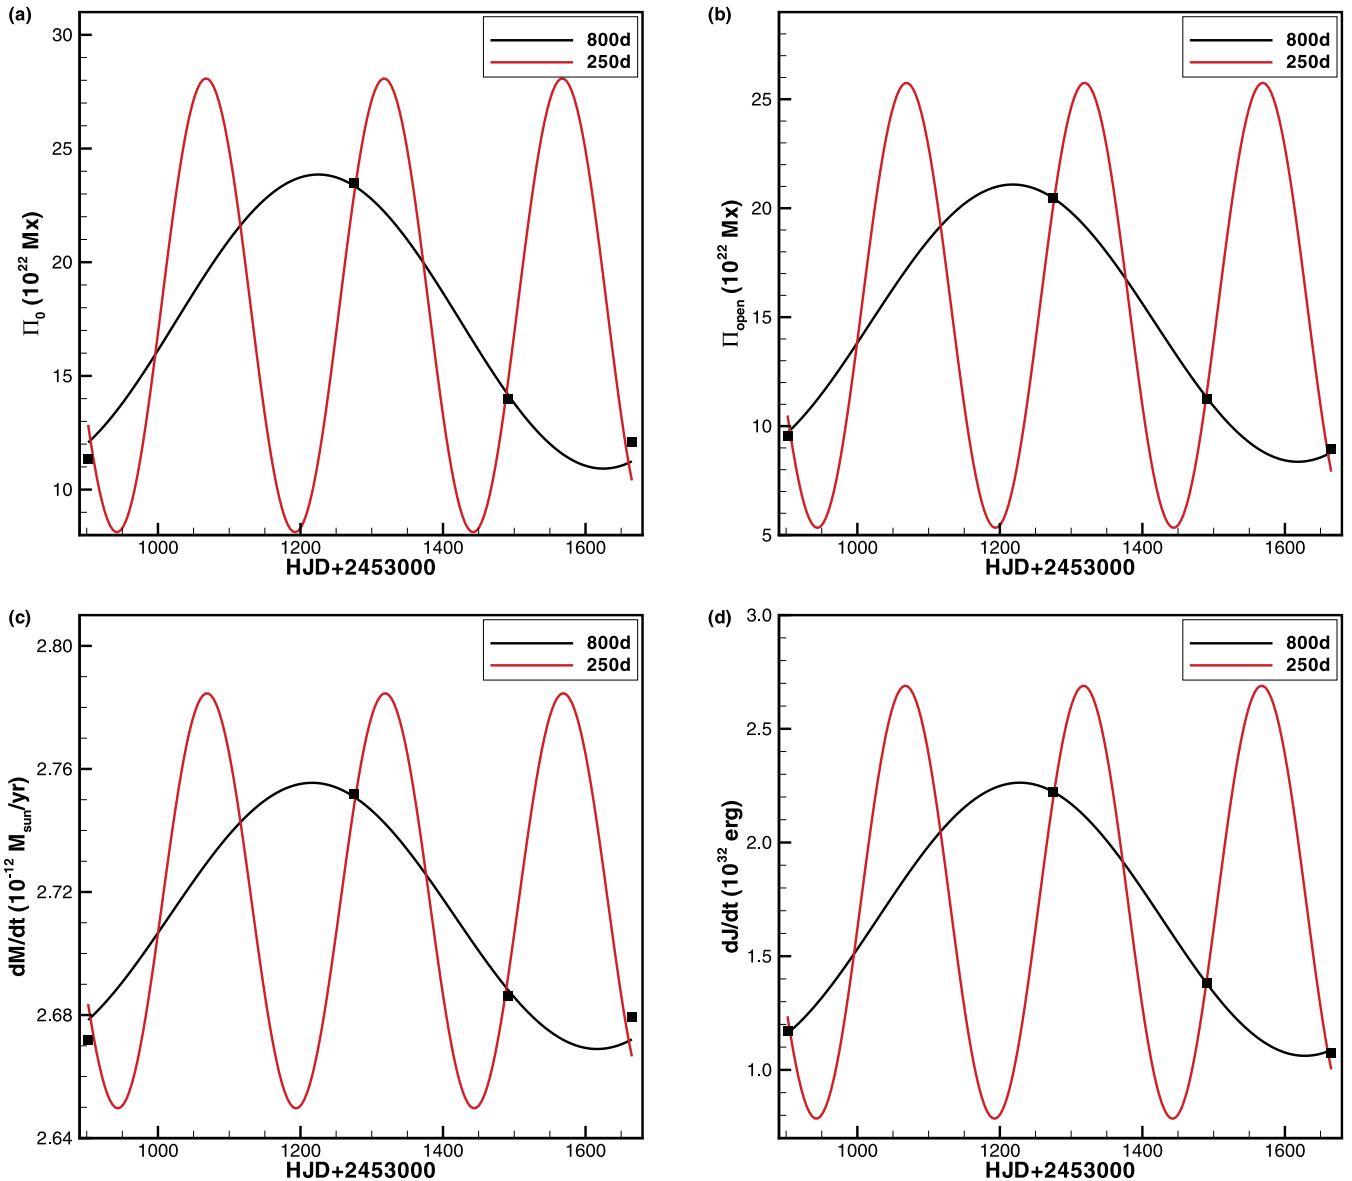 (a)
800d
250d
30
25
20
15
10
Π0 (10^22 Mx)
1000 1200 1400 1600
HJD+2453000
(b)
800d
250d
25
20
15
10
5
Πopen (10^22 Mx)
1000 1200 1400 1600
HJD+2453000
(c)
800d
250d
2.80
2.76
2.72
2.68
2.64
dM/dt (10^-12 Msun/yr)
1000 1200 1400 1600
HJD+2453000
(d)
800d
250d
3.0
2.5
2.0
1.5
1.0
dJ/dt (10^32 erg)
1000 1200 1400 1600
HJD+2453000